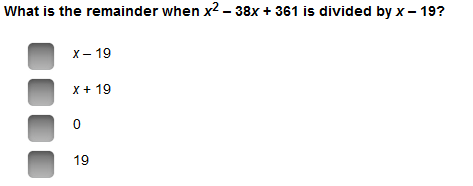 What is the remainder when x² – 38x + 361 is divided by x – 19?
x – 19
x + 19
0
19